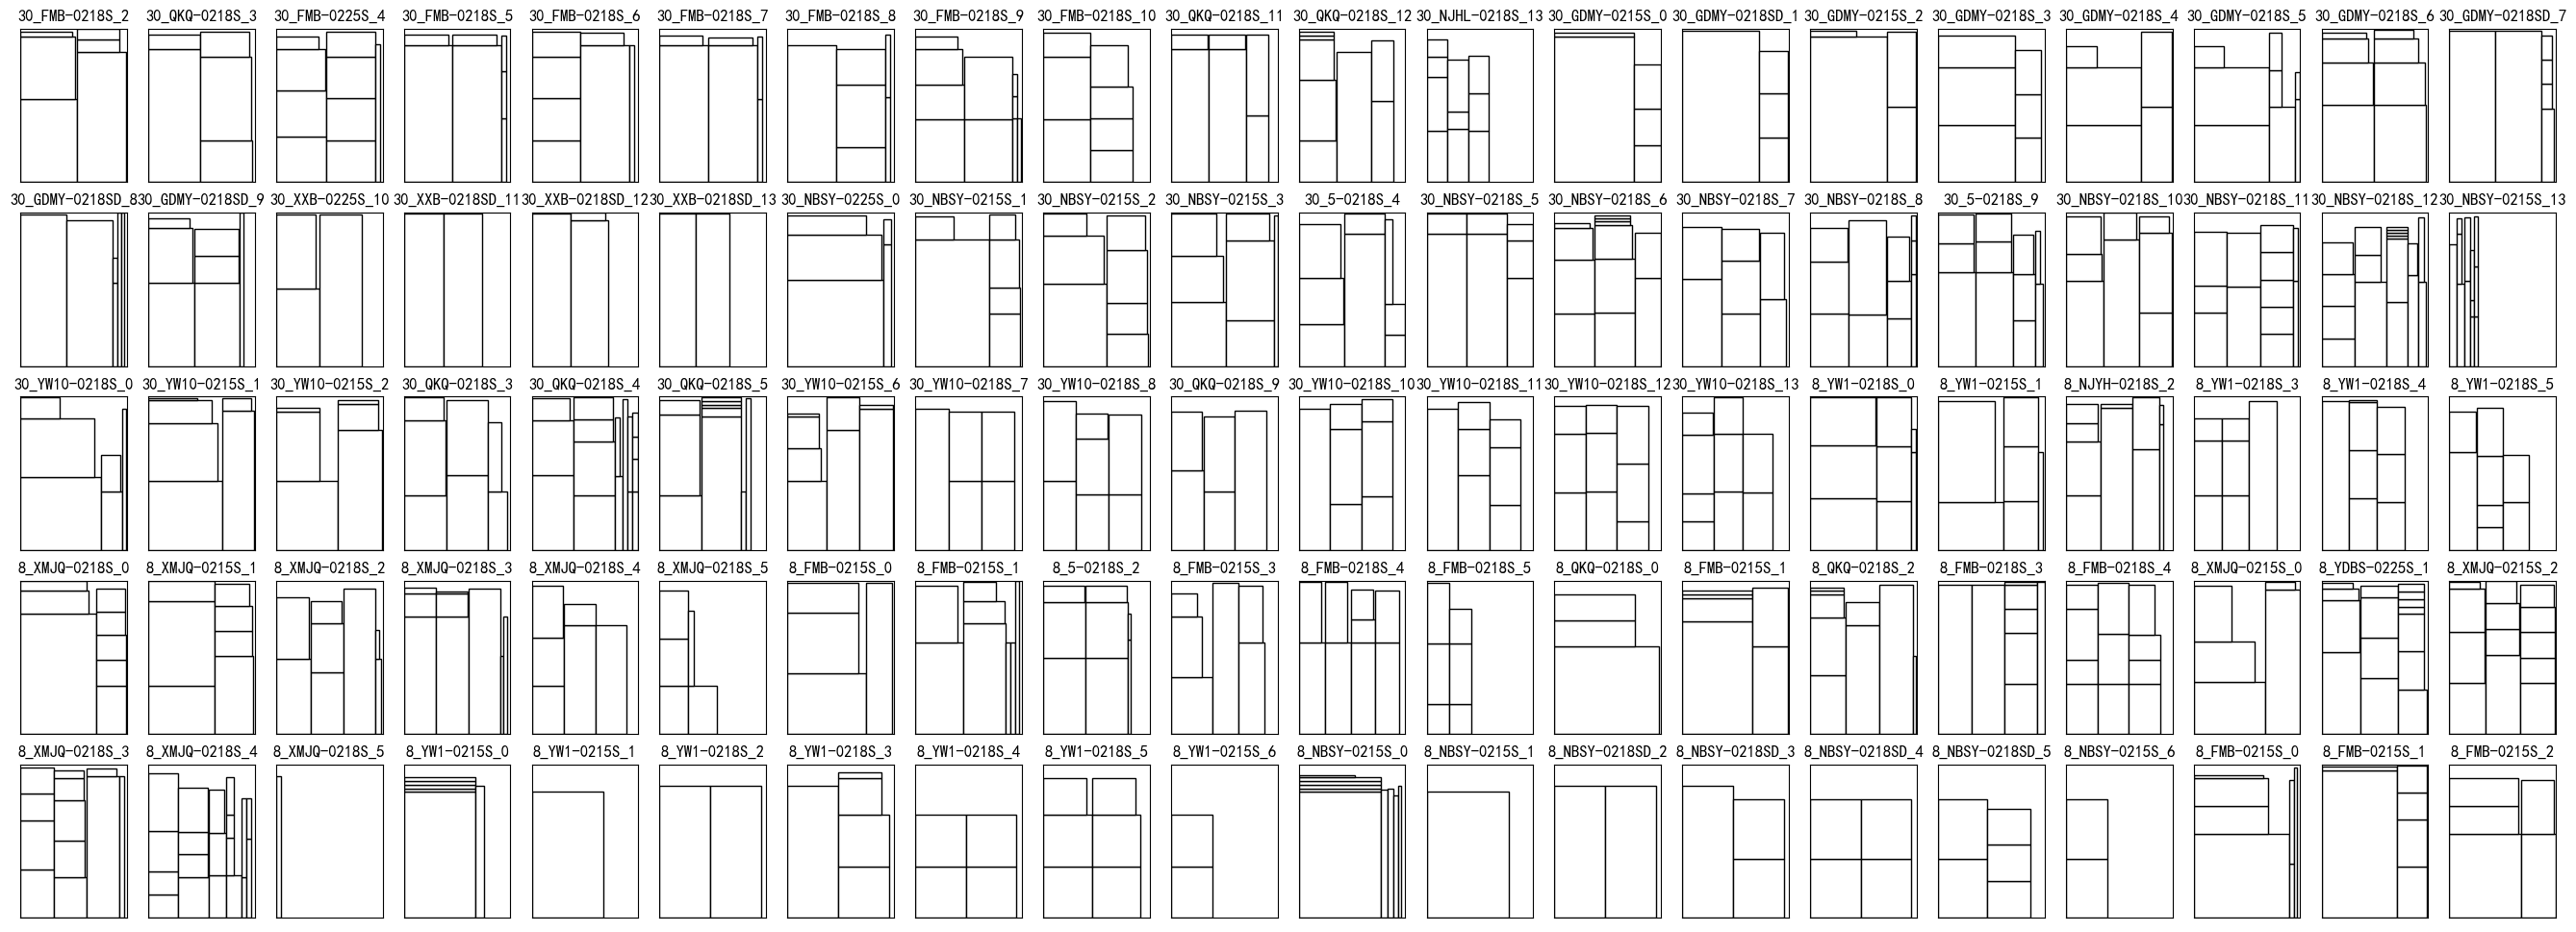 30_FMB-0218S_2 30_QKQ-0218S_3 30_FMB-0225S_4 30_FMB-0218S_5 30_FMB-0218S_6 30_FMB-0218S_7 30_FMB-0218S_8 30_FMB-0218S_9 30_FMB-0218S_10 30_QKQ-0218S_11 30_QKQ-0218S_12 30_NJHL-0218S_13 30_GDMY-0215S_0 30_GDMY-0218SD_1 30_GDMY-0215S_2 30_GDMY-0218S_3 30_GDMY-0218S_4 30_GDMY-0218S_5 30_GDMY-0218S_6 30_GDMY-0218SD_7
30_GDMY-0218SD_8 30_GDMY-0218SD_9 30_XXB-0225S_10 30_XXB-0218SD_11 30_XXB-0218SD_12 30_XXB-0218SD_13 30_NBSY-0225S_0 30_NBSY-0215S_1 30_NBSY-0215S_2 30_NBSY-0215S_3 30_5-0218S_4 30_NBSY-0218S_5 30_NBSY-0218S_6 30_NBSY-0218S_7 30_NBSY-0218S_8 30_5-0218S_9 30_NBSY-0218S_10 30_NBSY-0218S_11 30_NBSY-0218S_12 30_NBSY-0215S_13
30_YW10-0218S_0 30_YW10-0215S_1 30_YW10-0215S_2 30_QKQ-0218S_3 30_QKQ-0218S_4 30_QKQ-0218S_5 30_YW10-0215S_6 30_YW10-0218S_7 30_YW10-0218S_8 30_QKQ-0218S_9 30_YW10-0218S_10 30_YW10-0218S_11 30_YW10-0218S_12 30_YW10-0218S_13 8_YW1-0218S_0 8_YW1-0215S_1 8_NJYH-0218S_2 8_YW1-0218S_3 8_YW1-0218S_4 8_YW1-0218S_5
8_XMJQ-0218S_0 8_XMJQ-0215S_1 8_XMJQ-0218S_2 8_XMJQ-0218S_3 8_XMJQ-0218S_4 8_XMJQ-0218S_5 8_FMB-0215S_0 8_FMB-0215S_1 8_5-0218S_2 8_FMB-0215S_3 8_FMB-0218S_4 8_FMB-0218S_5 8_QKQ-0218S_0 8_FMB-0215S_1 8_QKQ-0218S_2 8_FMB-0218S_3 8_FMB-0218S_4 8_XMJQ-0215S_0 8_YDBS-0225S_1 8_XMJQ-0215S_2
8_XMJQ-0218S_3 8_XMJQ-0218S_4 8_XMJQ-0218S_5 8_YW1-0215S_0 8_YW1-0215S_1 8_YW1-0218S_2 8_YW1-0218S_3 8_YW1-0218S_4 8_YW1-0218S_5 8_YW1-0215S_6 8_NBSY-0215S_0 8_NBSY-0215S_1 8_NBSY-0218SD_2 8_NBSY-0218SD_3 8_NBSY-0218SD_4 8_NBSY-0218SD_5 8_NBSY-0215S_6 8_FMB-0215S_0 8_FMB-0215S_1 8_FMB-0215S_2